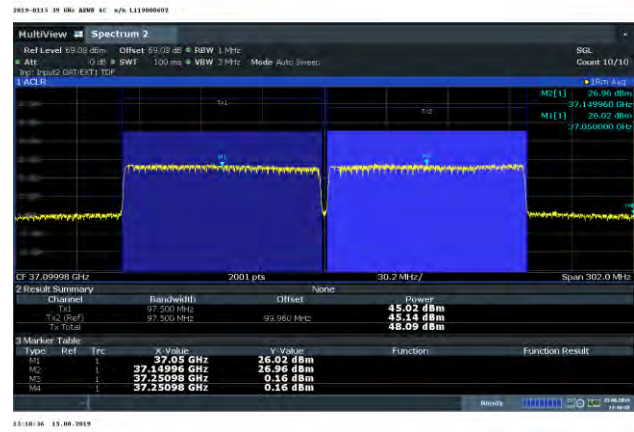 2019-0115 39 GHz AEWB SC s/n L119000602
MultiView Spectrum 2
Ref Level 69.08 dBm Offset 69.08 dB RBW 1 MHz SGL
Att 0 dB SWT 100 ms VBW 3 MHz Mode Auto Sweep Count 10/10
Inp: Input2 TDF
1 ACLR 1Rm Avg
M2[1] 26.96 dBm
37.149960 GHz
M1[1] 26.02 dBm
37.050000 GHz
Tx1 Tx2
M1 M2
CF 37.09998 GHz 2001 pts 30.2 MHz/ Span 302.0 MHz
2 Result Summary None
Channel Bandwidth Offset Power
Tx1 97.500 MHz 45.02 dBm
Tx2 (Ref) 97.500 MHz 99.960 MHz 45.14 dBm
Tx Total 48.09 dBm
3 Marker Table
Type Ref Trc X-Value Y-Value Function Function Result
M1 1 37.05 GHz 26.02 dBm
M2 1 37.14996 GHz 26.96 dBm
M3 1 37.25098 GHz 0.16 dBm
M4 1 37.25098 GHz 0.16 dBm
Ready
13:10:36 15.08.2019